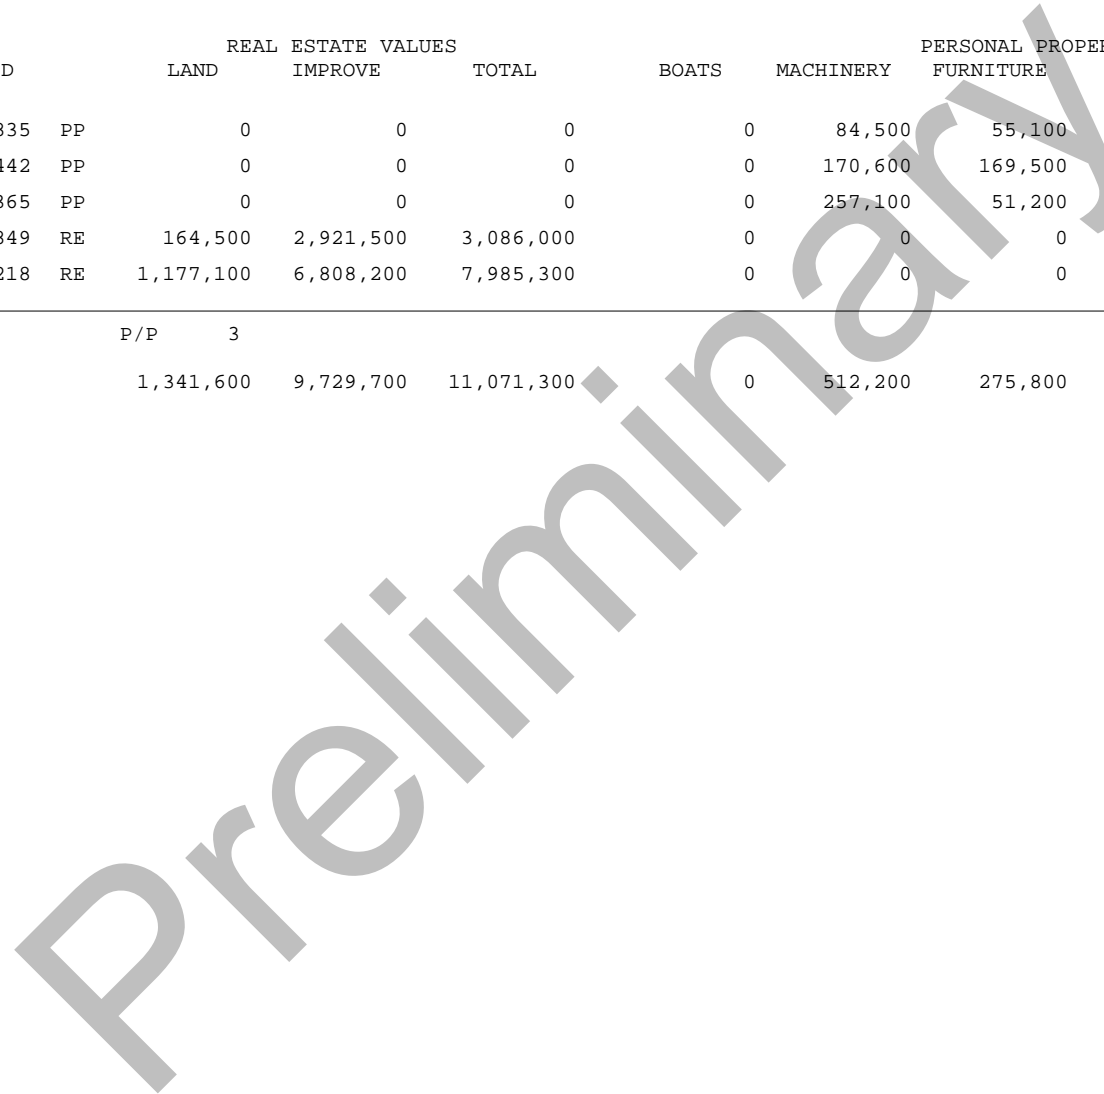 REAL ESTATE VALUES PERSONAL PROPE
D LAND IMPROVE TOTAL BOATS MACHINERY FURNITURE
335 PP 0 0 0 0 84,500 55,100
442 PP 0 0 0 0 170,600 169,500
365 PP 0 0 0 0 257,100 51,200
349 RE 164,500 2,921,500 3,086,000 0 0 0
218 RE 1,177,100 6,808,200 7,985,300 0 0 0
P/P 3
1,341,600 9,729,700 11,071,300 0 512,200 275,800
Preliminary